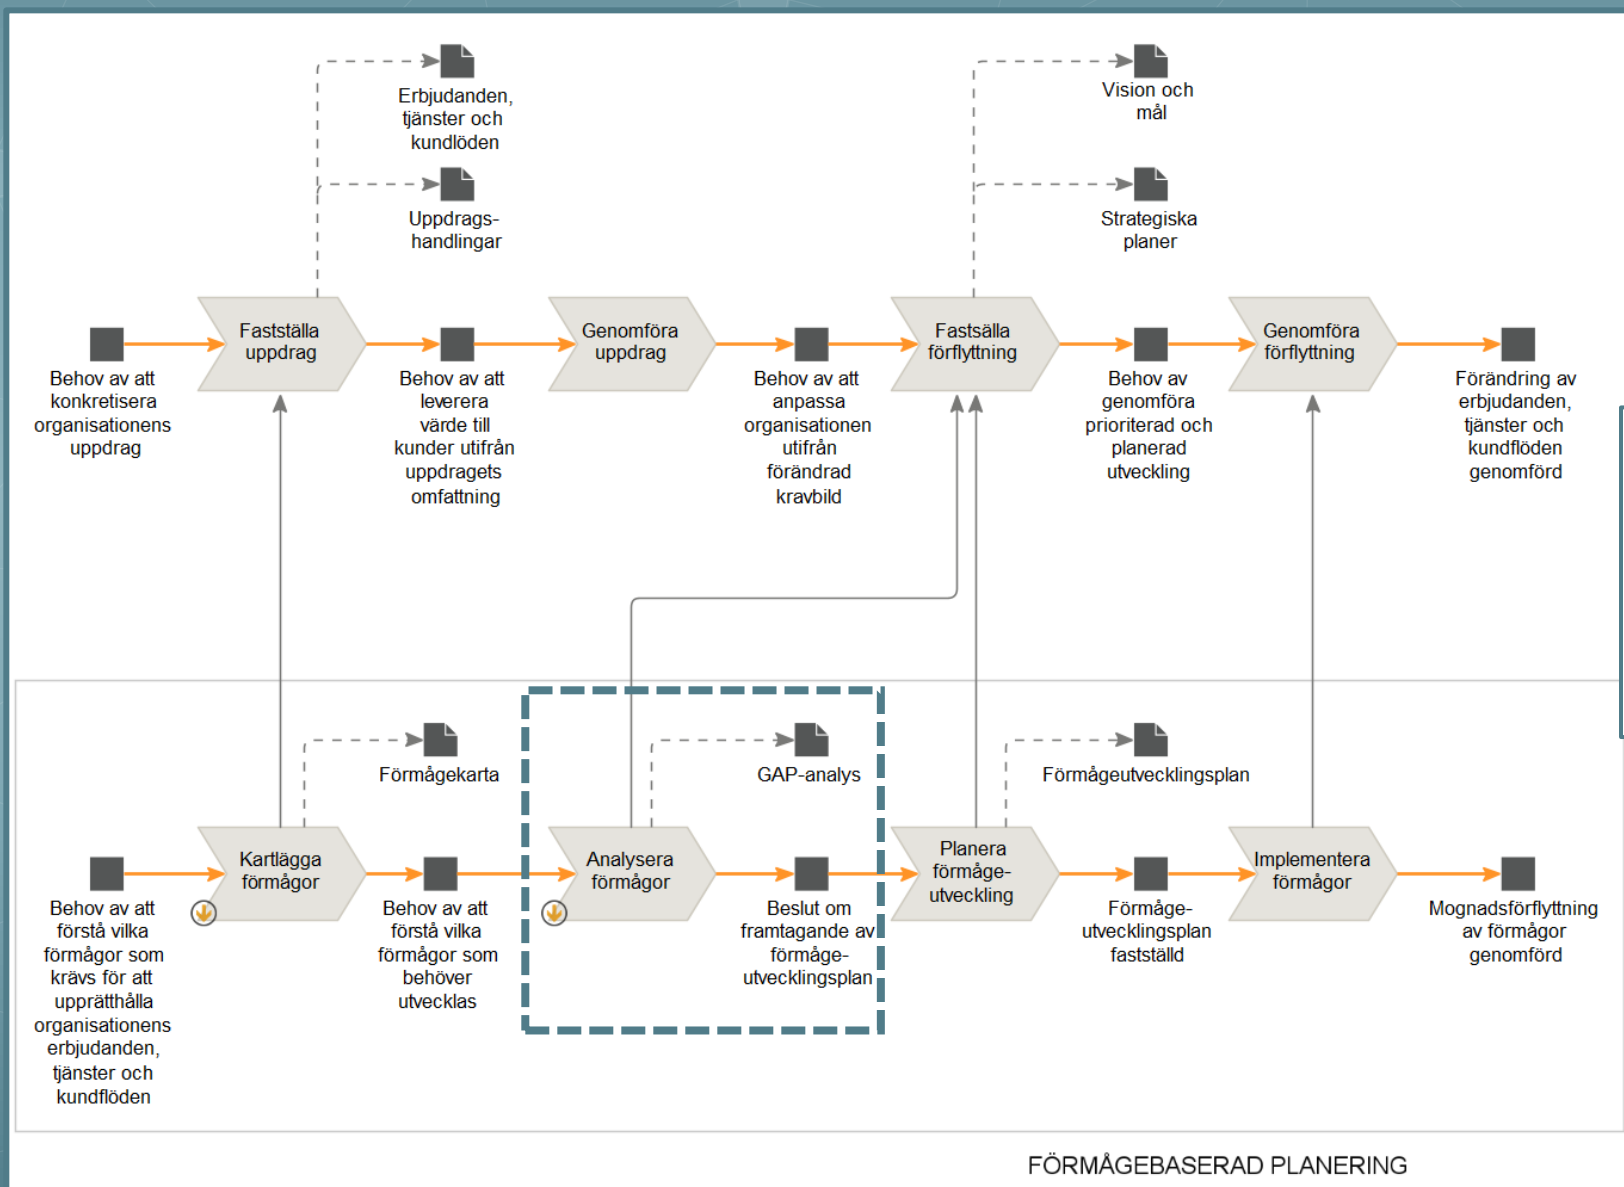 Erbjudanden,
tjänster och
kundlöden
Vision och
mål
Uppdrags-
handlingar
Strategiska
planer
Fastställa
uppdrag
Genomföra
uppdrag
Fastsälla
förflyttning
Genomföra
förflyttning
Behov av att
konkretisera
organisationens
uppdrag
Behov av att
leverera
värde till
kunder utifrån
uppdragets
omfattning
Behov av att
anpassa
organisationen
utifrån
förändrad
kravbild
Behov av
genomföra
prioriterad och
planerad
utveckling
Förändring av
erbjudanden,
tjänster och
kundflöden
genomförd
Förmågekarta
GAP-analys
Förmågeutvecklingsplan
Kartlägga
förmågor
Analysera
förmågor
Planera
förmåge-
utveckling
Implementera
förmågor
Behov av att
förstå vilka
förmågor som
krävs för att
upprätthålla
organisationens
erbjudanden,
tjänster och
kundflöden
Behov av att
förstå vilka
förmågor som
behöver
utvecklas
Beslut om
framtagande av
förmåge-
utvecklingsplan
Förmåge-
utvecklingsplan
fastställd
Mognadsförflyttning
av förmågor
genomförd
FÖRMÅGEBASERAD PLANERING